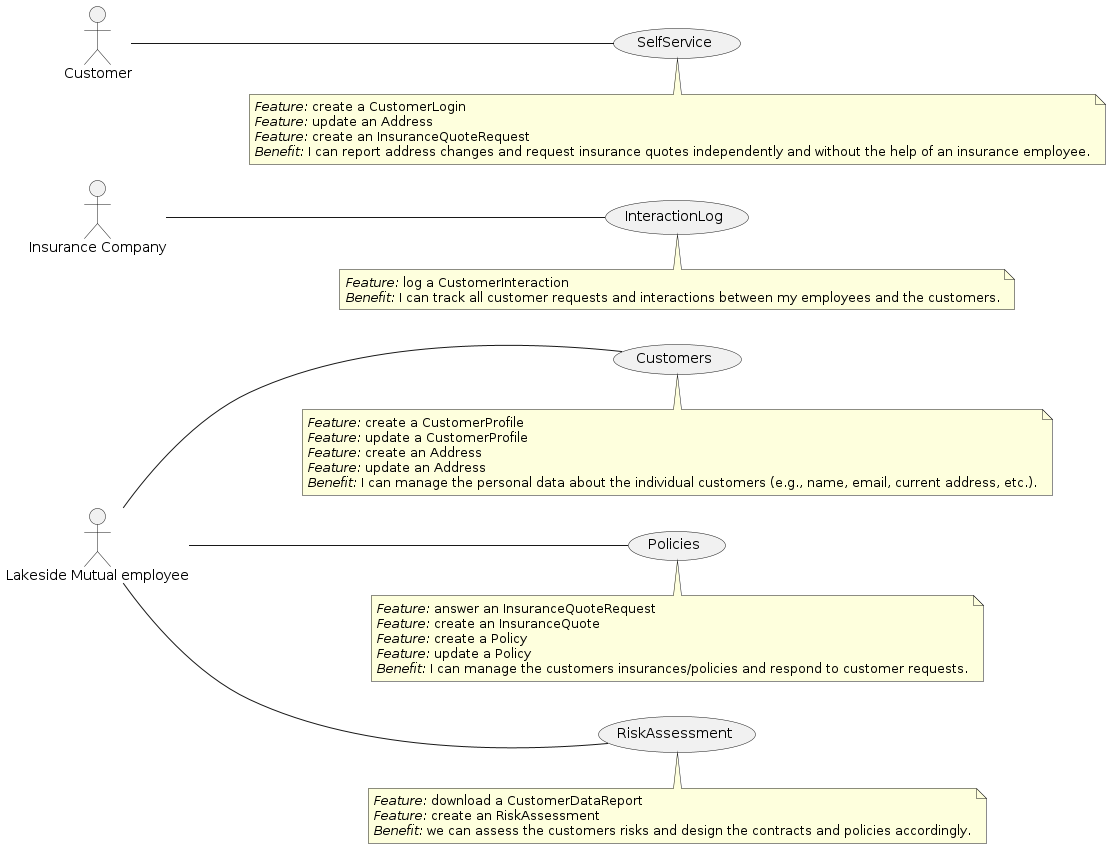 Customer
SelfService
Feature: create a CustomerLogin
Feature: update an Address
Feature: create an InsuranceQuoteRequest
Benefit: I can report address changes and request insurance quotes independently and without the help of an insurance employee.
Insurance Company
InteractionLog
Feature: log a CustomerInteraction
Benefit: I can track all customer requests and interactions between my employees and the customers.
Customers
Feature: create a CustomerProfile
Feature: update a CustomerProfile
Feature: create an Address
Feature: update an Address
Benefit: I can manage the personal data about the individual customers (e.g., name, email, current address, etc.).
Lakeside Mutual employee
Policies
Feature: answer an InsuranceQuoteRequest
Feature: create an InsuranceQuote
Feature: create a Policy
Feature: update a Policy
Benefit: I can manage the customers insurances/policies and respond to customer requests.
RiskAssessment
Feature: download a CustomerDataReport
Feature: create an RiskAssessment
Benefit: we can assess the customers risks and design the contracts and policies accordingly.